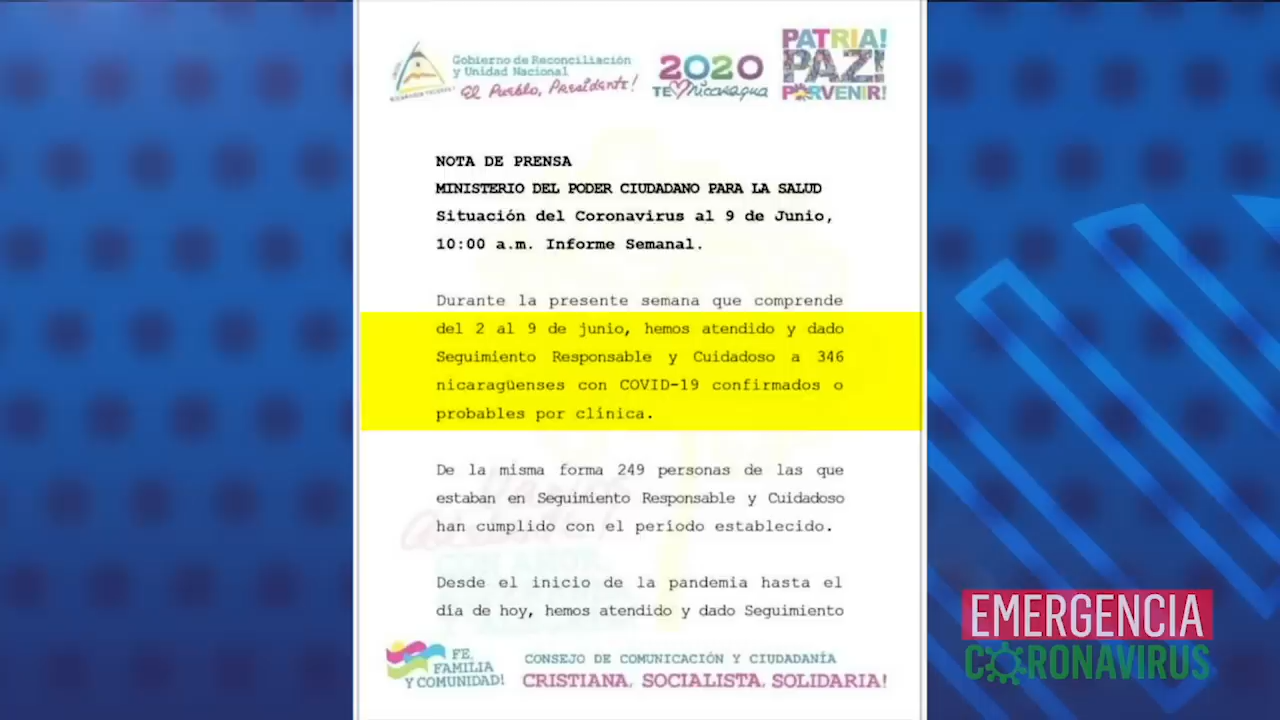 Gobierno de Reconciliación
y Unidad Nacional
El Pueblo, Presidente!
2020
TE Nicaragua
PATRIA!
PAZ!
PORVENIR!
NOTA DE PRENSA
MINISTERIO DEL PODER CIUDADANO PARA LA SALUD
Situación del Coronavirus al 9 de Junio,
10:00 a.m. Informe Semanal.
Durante la presente semana que comprende
del 2 al 9 de junio, hemos atendido y dado
Seguimiento Responsable y Cuidadoso a 346
nicaragüenses con COVID-19 confirmados o
probables por clínica.
De la misma forma 249 personas de las que
estaban en Seguimiento Responsable y Cuidadoso
han cumplido con el período establecido.
Desde el inicio de la pandemia hasta el
día de hoy, hemos atendido y dado Seguimiento
FE,
FAMILIA
Y COMUNIDAD!
CONSEJO DE COMUNICACIÓN Y CIUDADANÍA
CRISTIANA, SOCIALISTA, SOLIDARIA!
EMERGENCIA
CORONAVIRUS